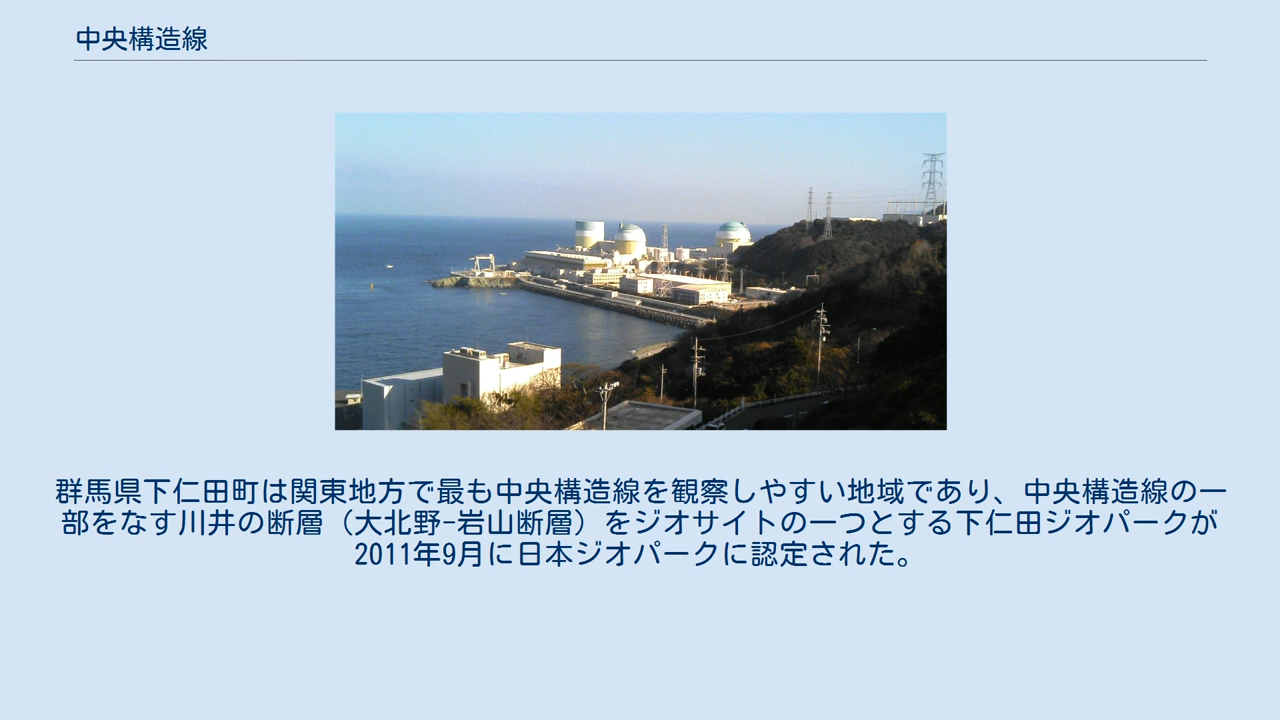 中央構造線
群馬県下仁田町は関東地方で最も中央構造線を観察しやすい地域であり、中央構造線の一
部をなす川井の断層（大北野-岩山断層）をジオサイトの一つとする下仁田ジオパークが
2011年9月に日本ジオパークに認定された。